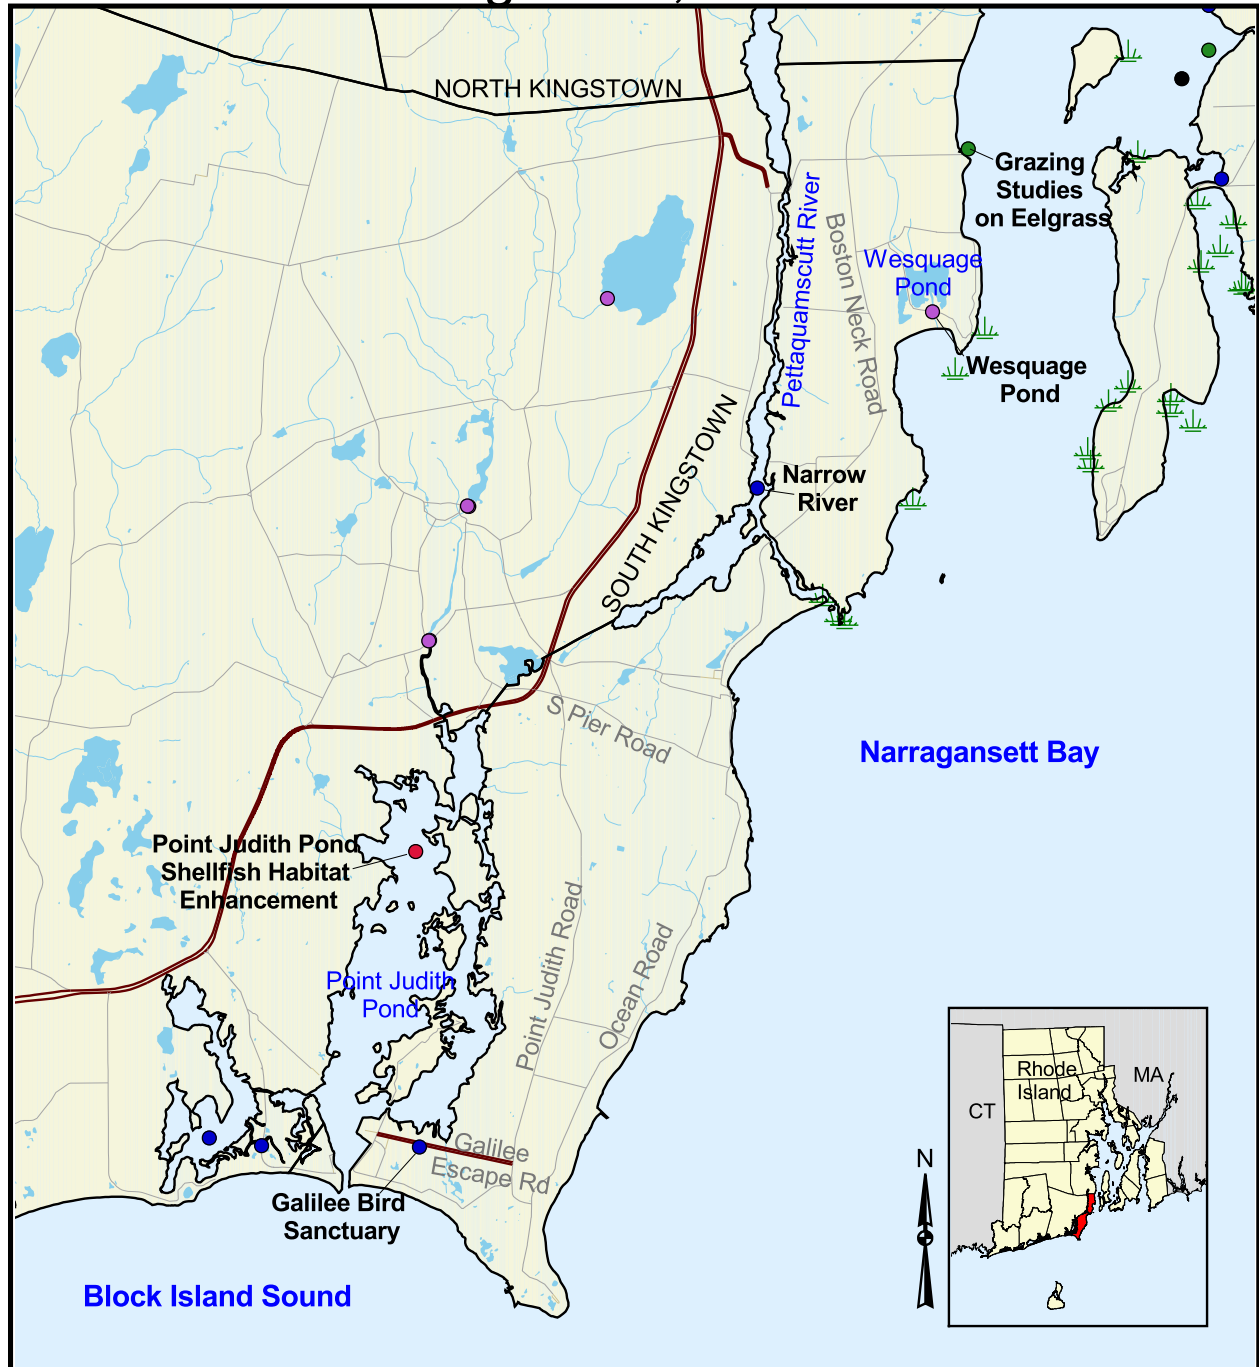 NORTH KINGSTOWN
Grazing
Studies
on Eelgrass
Pettaquamscutt River
Boston Neck Road
Wesquage
Pond
Wesquage
Pond
SOUTH KINGSTOWN
Narrow
River
S Pier Road
Narragansett Bay
Point Judith Pond
Shellfish Habitat
Enhancement
Point Judith
Pond
Point Judith Road
Ocean Road
Galilee
Escape Rd
Galilee Bird
Sanctuary
Block Island Sound
N
Rhode
Island
MA
CT